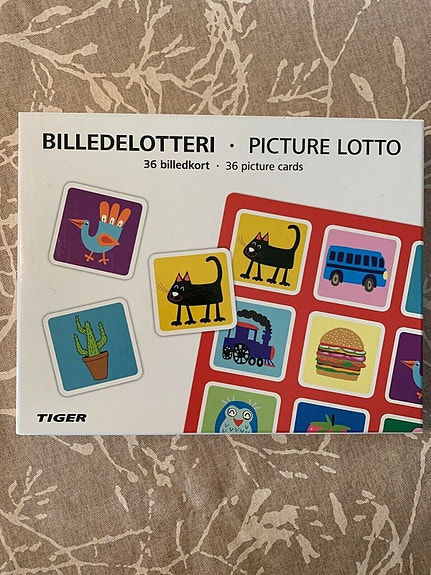 BILLEDELOTTERI · PICTURE LOTTO
36 billedkort · 36 picture cards
TIGER